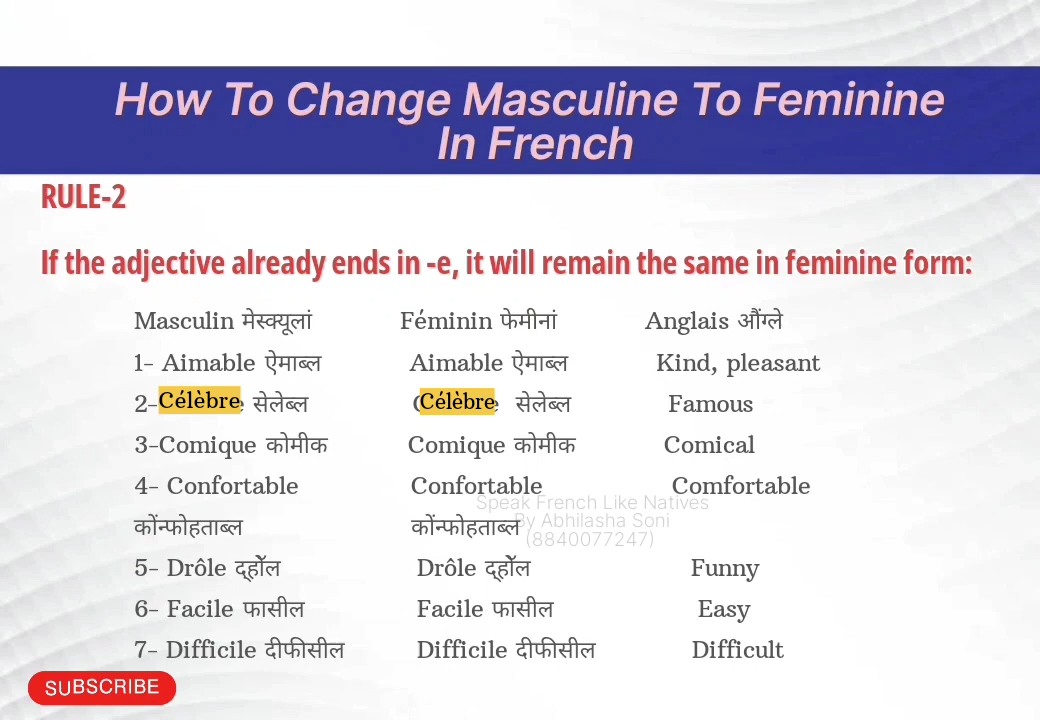 How To Change Masculine To Feminine
In French
RULE-2
If the adjective already ends in -e, it will remain the same in feminine form:
Masculin मेस्क्यूलां Féminin फेमीनां Anglais औंग्ले
1- Aimable ऐमाब्ल Aimable ऐमाब्ल Kind, pleasant
2- Célèbre सेलेब्ल Célèbre सेलेब्ल Famous
3-Comique कोमीक Comique कोमीक Comical
4- Confortable Confortable Comfortable
Speak French Like Natives
By Abhilasha Soni
कोंन्फोहताब्ल कोंन्फोहताब्ल
(8840077247)
5- Drôle द्हॉल Drôle द्हॉल Funny
6- Facile फासील Facile फासील Easy
7- Difficile दीफीसील Difficile दीफीसील Difficult
SUBSCRIBE